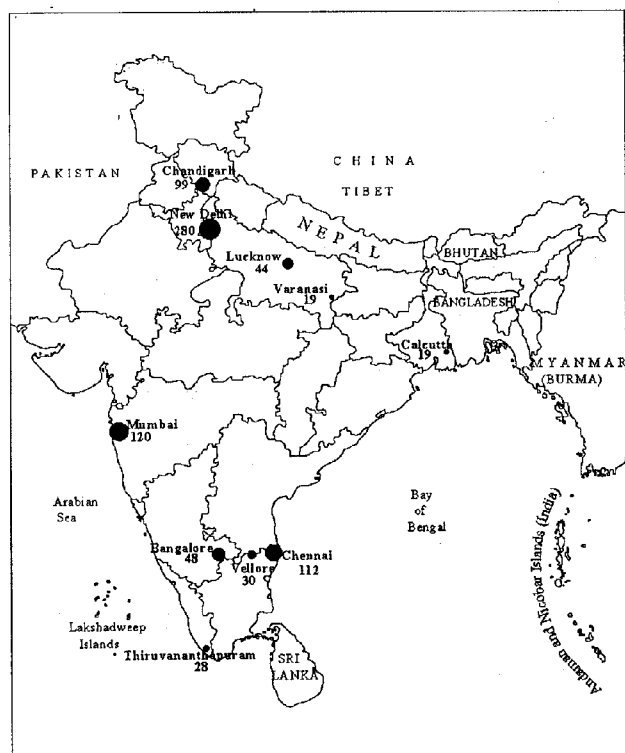 CHINA
TIBET
PAKISTAN
Chandigarh
99
New Delhi
280
NEPAL
Lucknow
44
BHUTAN
Varanasi
19
BANGLADESH
Calcutta
19
MYANMAR
(BURMA)
Mumbai
120
Arabian
Sea
Bay
of
Bengal
Bangalore
48
Vellore
30
Chennai
112
Andaman and Nicobar Islands (India)
Lakshadweep
Islands
Thiruvananthapuram
28
SRI
LANKA